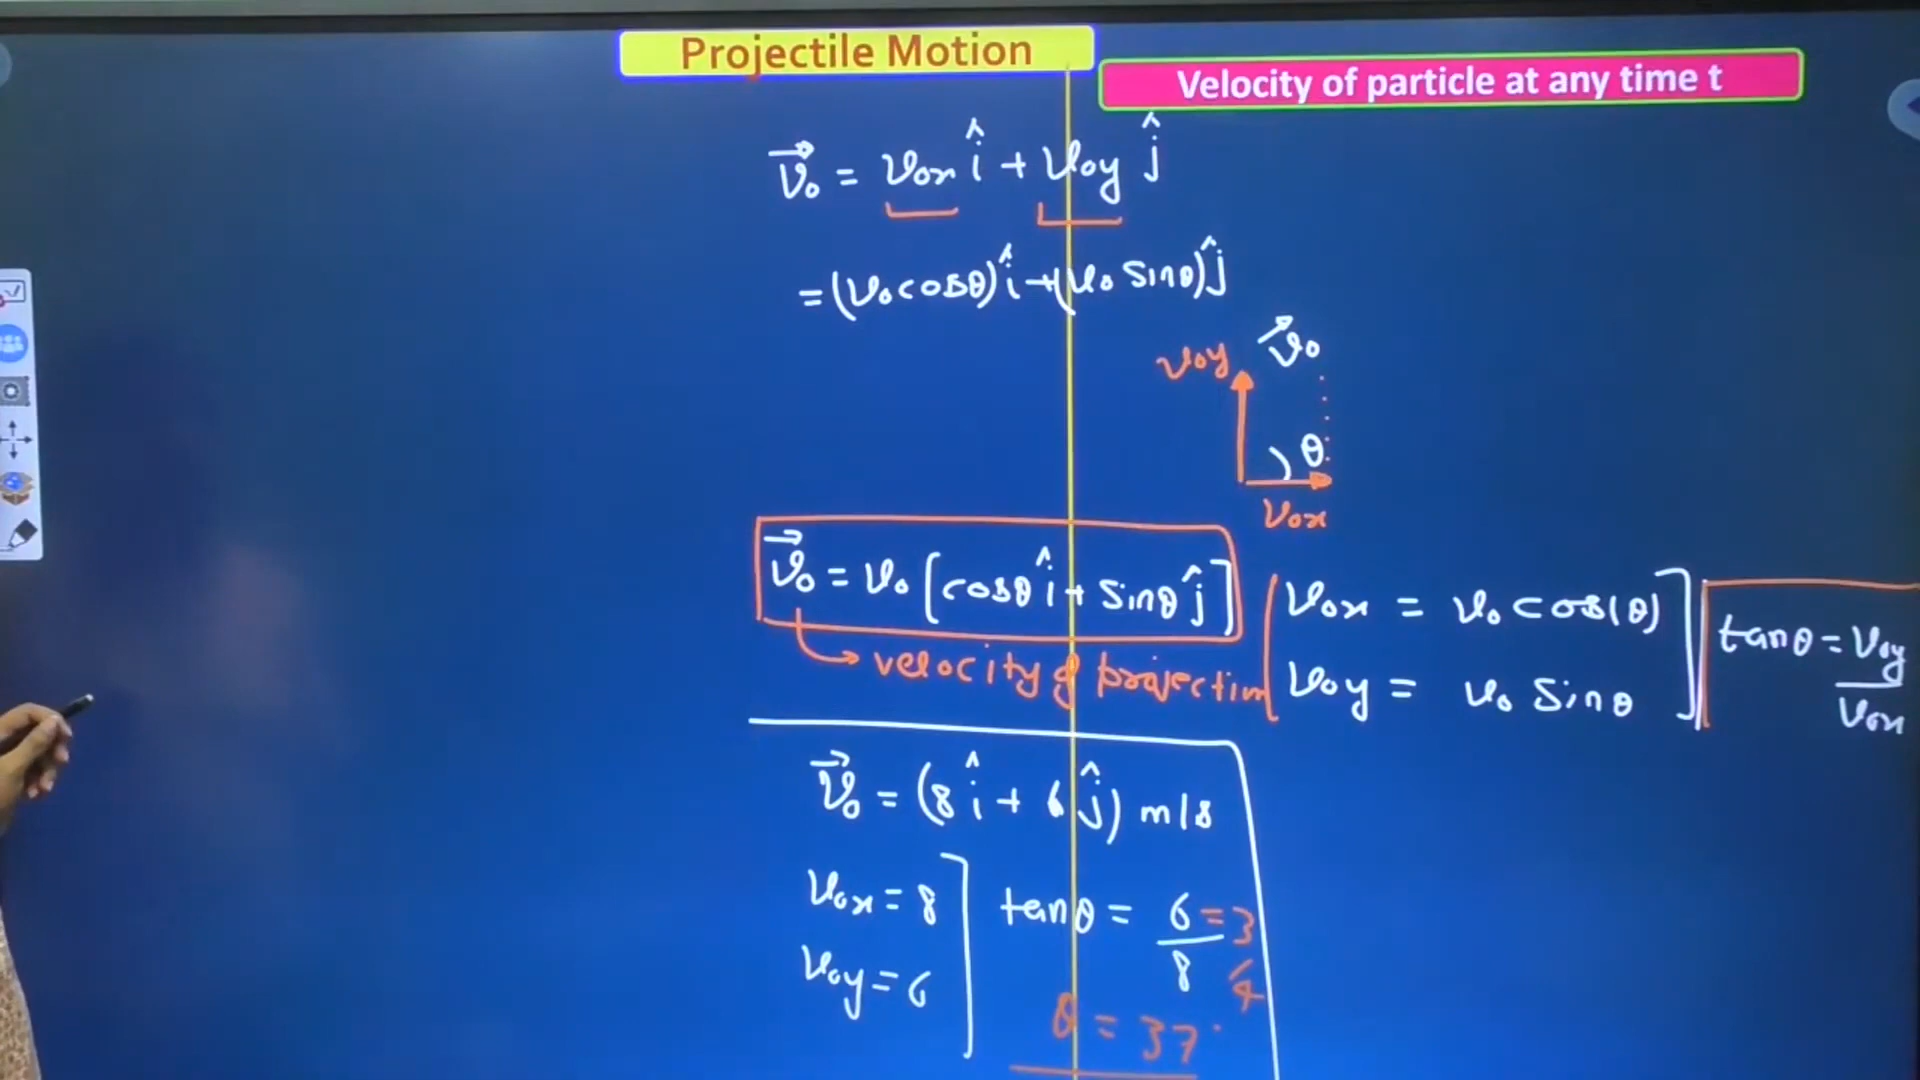 Projectile Motion
Velocity of particle at any time t
v⃗₀ = v₀ₓ î + v₀y ĵ
= (v₀ cosθ) î + (v₀ sinθ) ĵ
v₀y v⃗₀
θ
v₀ₓ
v⃗₀ = v₀ [cosθ î + sinθ ĵ]
→ velocity of projection
v₀ₓ = v₀ cos(θ)
v₀y = v₀ sinθ
tanθ = v₀y / v₀ₓ
v⃗₀ = (8 î + 6 ĵ) m/s
v₀ₓ = 8
v₀y = 6
tanθ = 6/8 = 3/4
θ = 37°